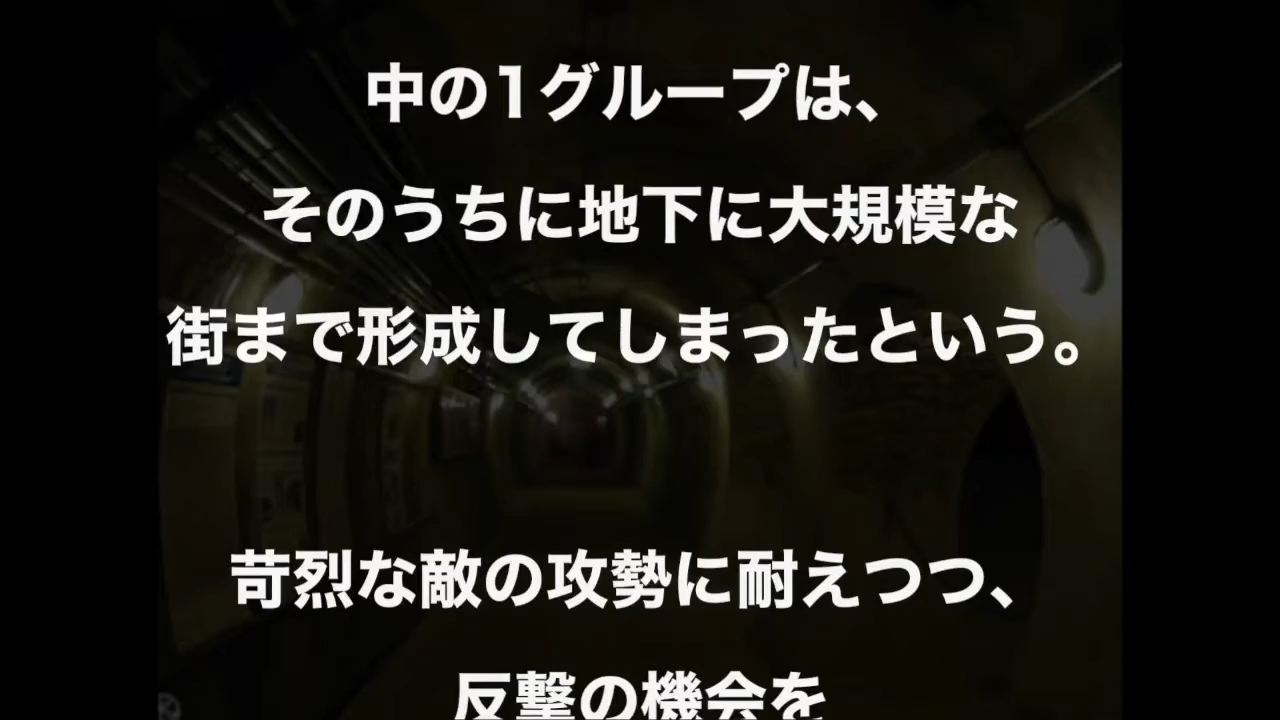 中の1グループは、
そのうちに地下に大規模な
街まで形成してしまったという。
苛烈な敵の攻勢に耐えつつ、
反撃の機会を